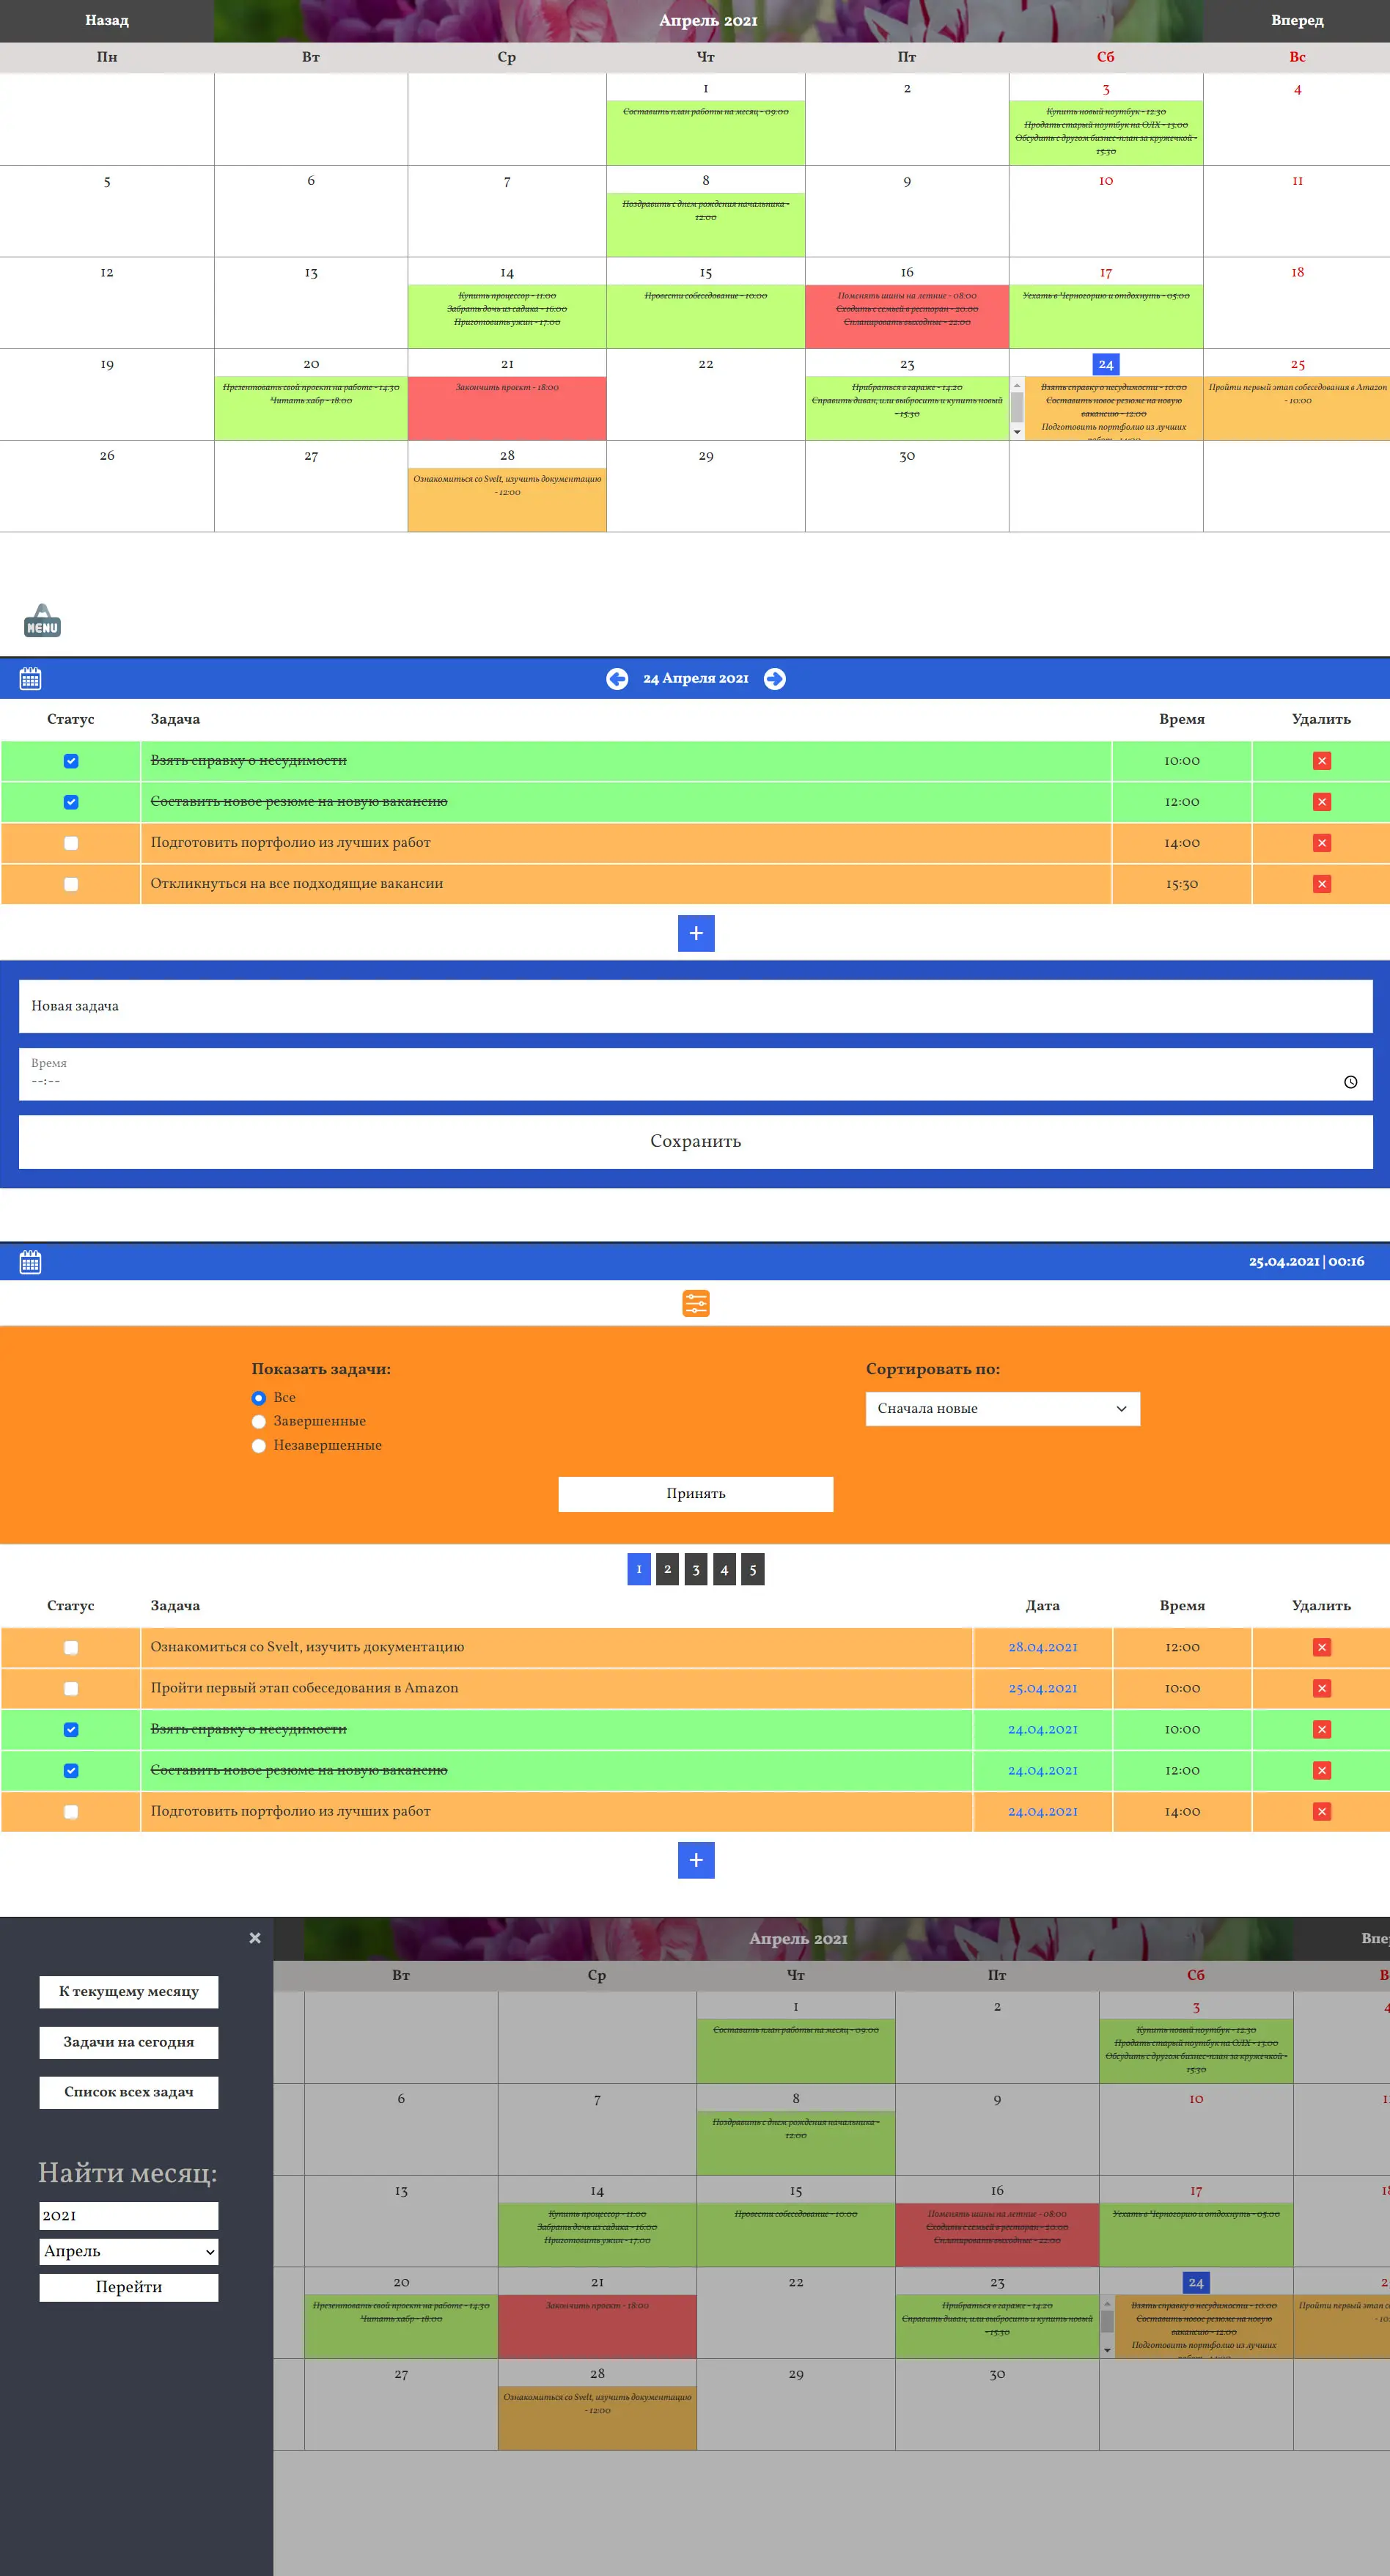 Назад Апрель 2021 Вперед
Пн Вт Ср Чт Пт Сб Вс
1 2 3 4
Составить план работы на месяц - 09:00
Купить новый ноутбук - 12:30
Продать старый ноутбук на ОЛХ - 13:00
Обсудить с другом бизнес-план за кружечкой -
15:30
5 6 7 8 9 10 11
Поздравить с днем рождения начальника -
12:00
12 13 14 15 16 17 18
Купить процессор - 11:00
Забрать дочь из садика - 16:00
Приготовить ужин - 17:00
Провести собеседование - 10:00
Поменять шины на летние - 08:00
Сходить с семьей в ресторан - 20:00
Спланировать выходные - 22:00
Уехать в Черногорию и отдохнуть - 05:00
19 20 21 22 23 24 25
Презентовать свой проект на работе - 14:30
Читать хабр - 18:00
Закончить проект - 18:00
Прибраться в гараже - 14:20
Справить диван, или выбросить и купить новый
- 15:30
Взять справку о несудимости - 10:00
Составить новое резюме на новую
вакансию - 12:00
Подготовить портфолио из лучших
работ - 14:00
Пройти первый этап собеседования в Amazon
- 10:00
26 27 28 29 30
Ознакомиться со Svelt, изучить документацию
- 12:00
MENU
24 Апреля 2021
Статус Задача Время Удалить
Взять справку о несудимости 10:00
Составить новое резюме на новую вакансию 12:00
Подготовить портфолио из лучших работ 14:00
Откликнуться на все подходящие вакансии 15:30
+
Новая задача
Время
--:--
Сохранить
25.04.2021 | 00:16
Показать задачи: Сортировать по:
Все
Сначала новые
Завершенные
Незавершенные
Принять
1 2 3 4 5
Статус Задача Дата Время Удалить
Ознакомиться со Svelt, изучить документацию 28.04.2021 12:00
Пройти первый этап собеседования в Amazon 25.04.2021 10:00
Взять справку о несудимости 24.04.2021 10:00
Составить новое резюме на новую вакансию 24.04.2021 12:00
Подготовить портфолио из лучших работ 24.04.2021 14:00
+
К текущему месяцу
Задачи на сегодня
Список всех задач
Найти месяц:
2021
Апрель
Перейти
Апрель 2021
Вт Ср Чт Пт Сб
1 2 3 4
Составить план работы на месяц - 09:00
Купить новый ноутбук - 12:30
Продать старый ноутбук на ОЛХ - 13:00
Обсудить с другом бизнес-план за кружечкой -
15:30
6 7 8 9 10
Поздравить с днем рождения начальника -
12:00
13 14 15 16 17
Купить процессор - 11:00
Забрать дочь из садика - 16:00
Приготовить ужин - 17:00
Провести собеседование - 10:00
Поменять шины на летние - 08:00
Сходить с семьей в ресторан - 20:00
Спланировать выходные - 22:00
Уехать в Черногорию и отдохнуть - 05:00
20 21 22 23 24
Презентовать свой проект на работе - 14:30
Читать хабр - 18:00
Закончить проект - 18:00
Прибраться в гараже - 14:20
Справить диван, или выбросить и купить новый
- 15:30
Взять справку о несудимости - 10:00
Составить новое резюме на новую
вакансию - 12:00
Подготовить портфолио из лучших
работ - 14:00
Пройти первый этап
27 28 29 30
Ознакомиться со Svelt, изучить документацию
- 12:00